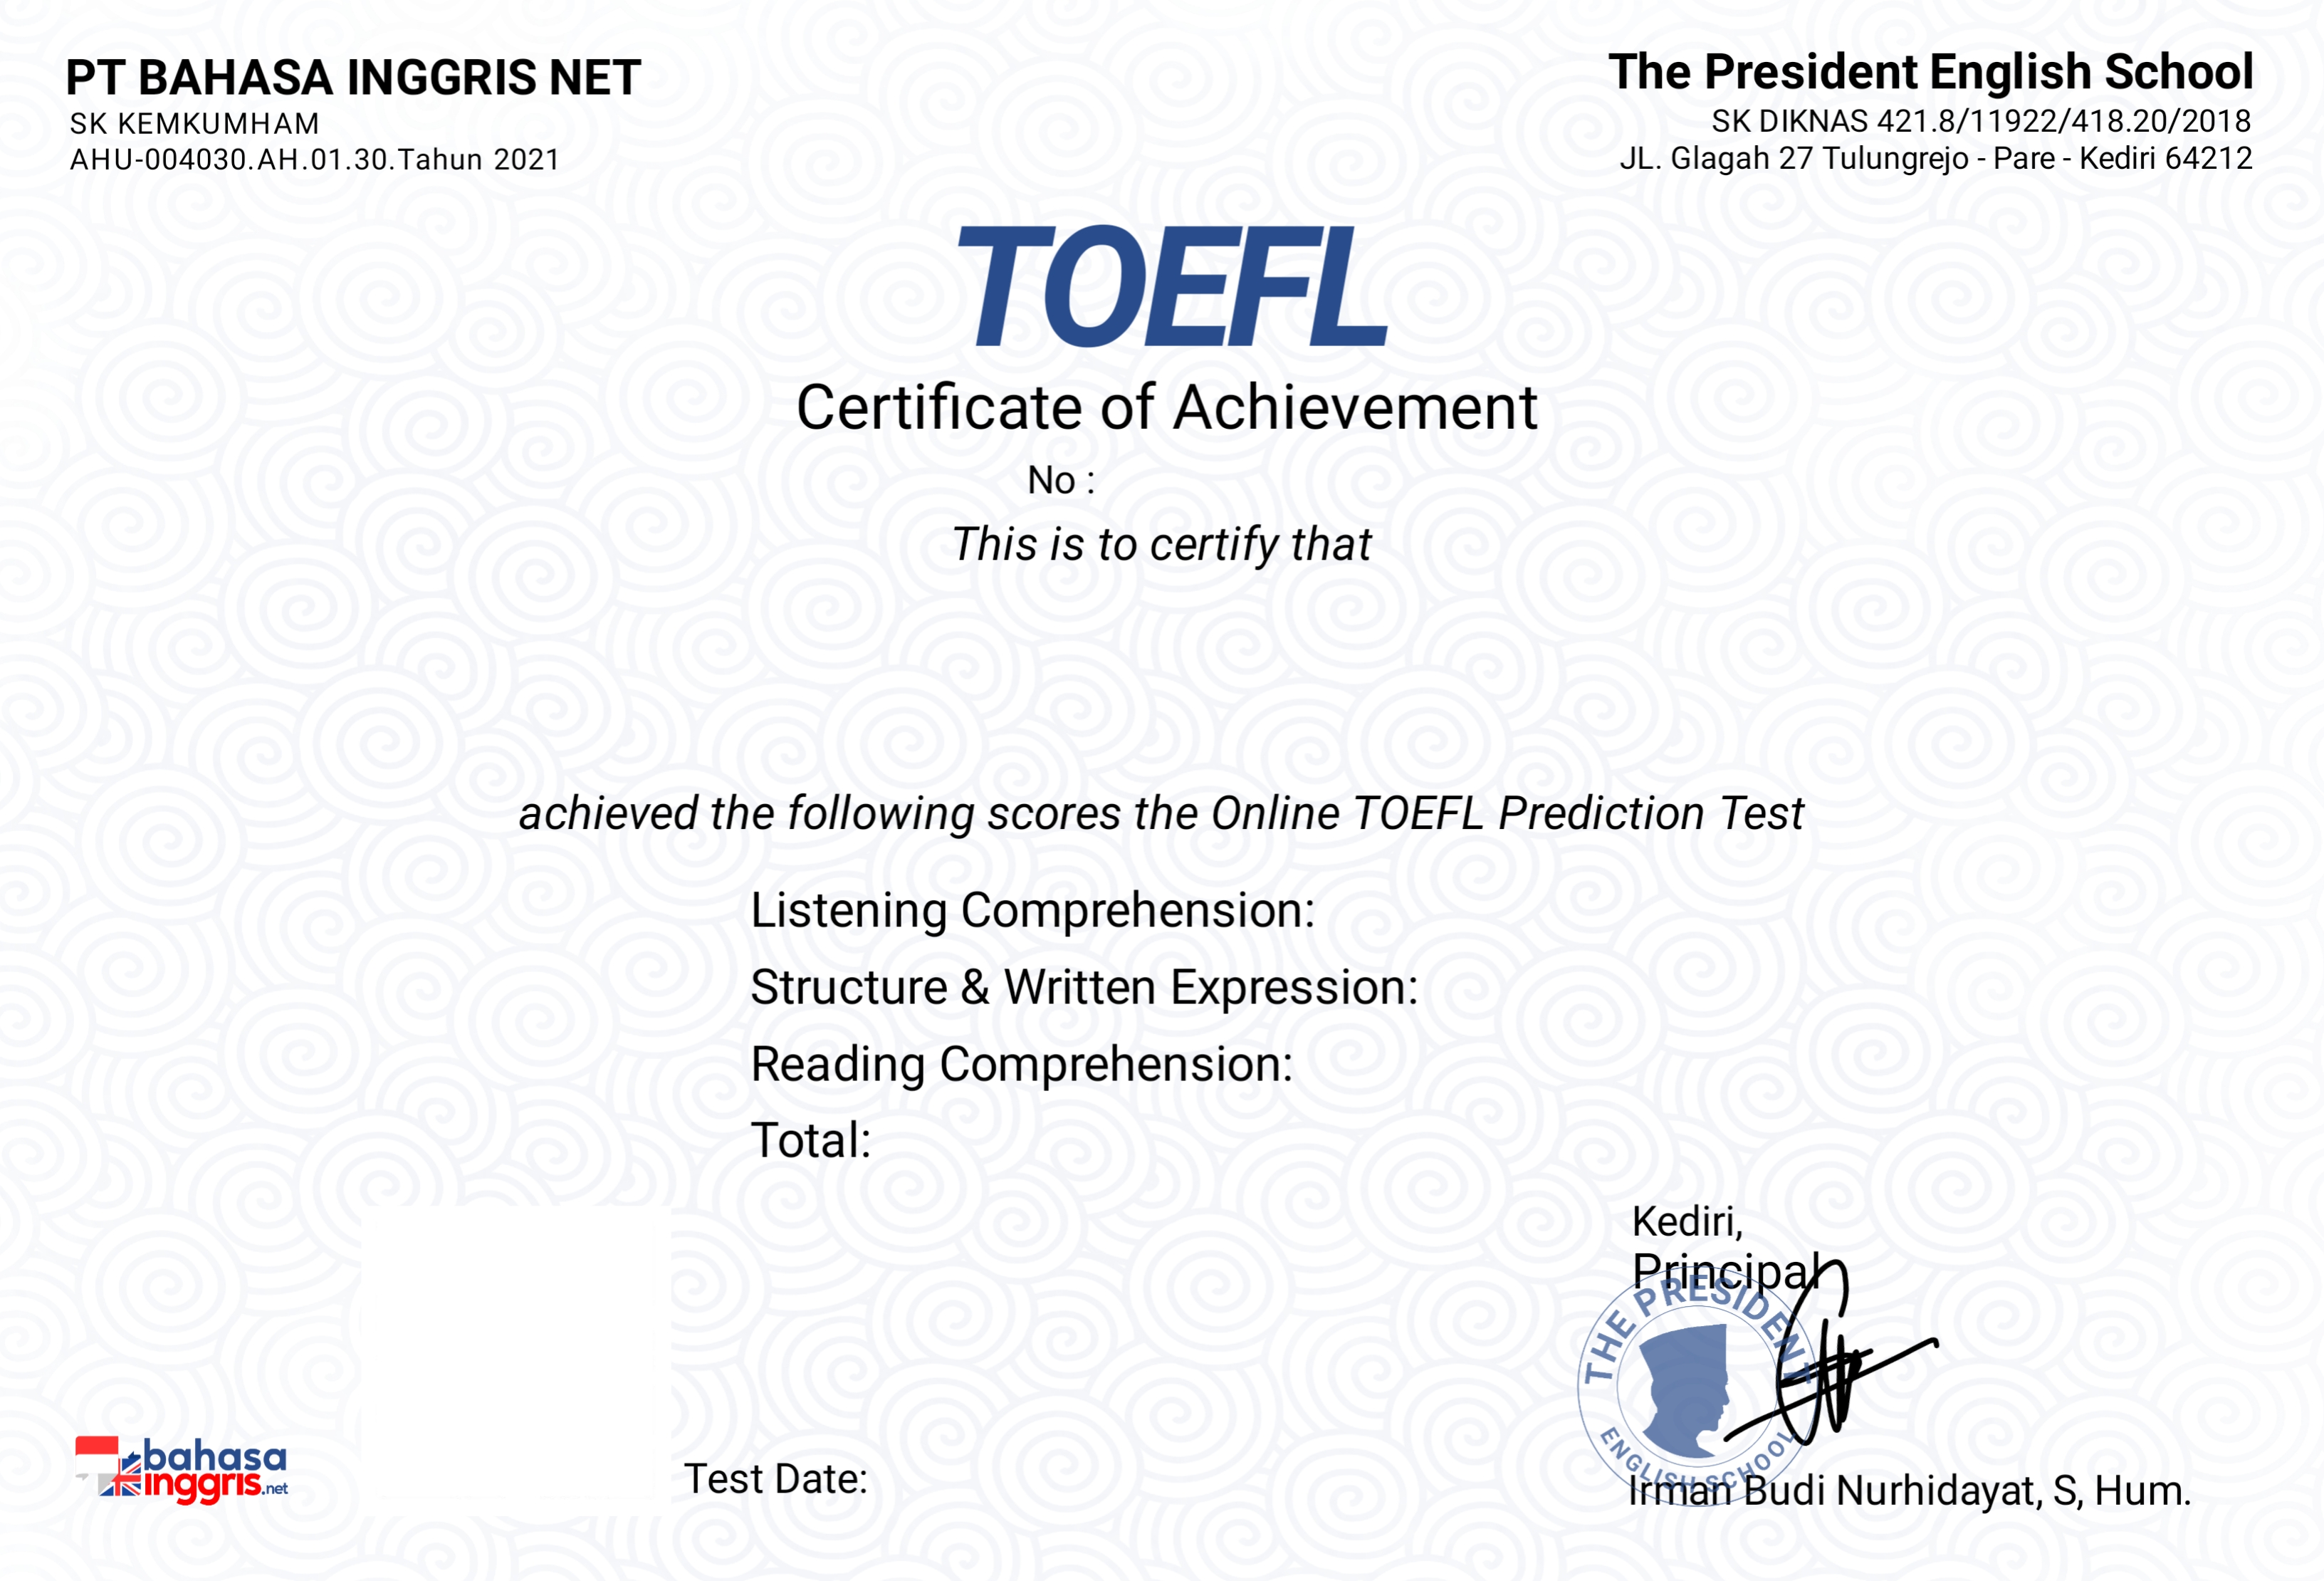 PT BAHASA INGGRIS NET
SK KEMKUMHAM
AHU-004030.AH.01.30.Tahun 2021
The President English School
SK DIKNAS 421.8/11922/418.20/2018
JL. Glagah 27 Tulungrejo - Pare - Kediri 64212
TOEFL
Certificate of Achievement
No :
This is to certify that
achieved the following scores the Online TOEFL Prediction Test
Listening Comprehension:
Structure & Written Expression:
Reading Comprehension:
Total:
Kediri,
Principal
THE PRESIDENT
ENGLISH SCHOOL
Irman Budi Nurhidayat, S, Hum.
Test Date:
bahasa
inggris.net